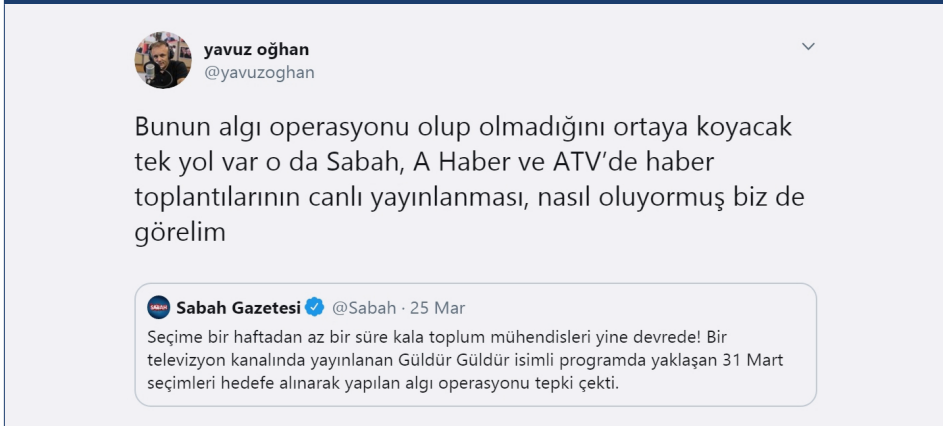 yavuz oğhan
@yavuzoghan
Bunun algı operasyonu olup olmadığını ortaya koyacak
tek yol var o da Sabah, A Haber ve ATV’de haber
toplantılarının canlı yayınlanması, nasıl oluyormuş biz de
görelim
SABAH
Sabah Gazetesi @Sabah · 25 Mar
Seçime bir haftadan az bir süre kala toplum mühendisleri yine devrede! Bir
televizyon kanalında yayınlanan Güldür Güldür isimli programda yaklaşan 31 Mart
seçimleri hedefe alınarak yapılan algı operasyonu tepki çekti.